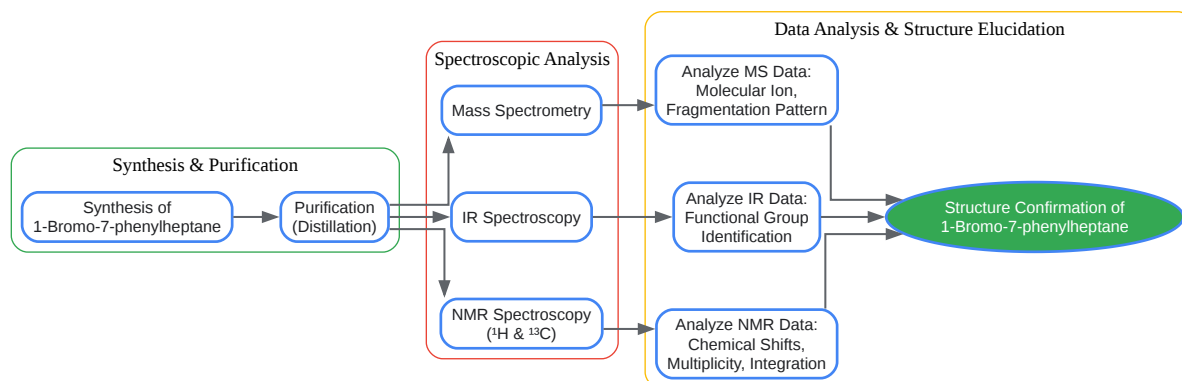 Synthesis & Purification
Synthesis of
1-Bromo-7-phenylheptane
Purification
(Distillation)
Spectroscopic Analysis
Mass Spectrometry
IR Spectroscopy
NMR Spectroscopy
(¹H & ¹³C)
Data Analysis & Structure Elucidation
Analyze MS Data:
Molecular Ion,
Fragmentation Pattern
Analyze IR Data:
Functional Group
Identification
Analyze NMR Data:
Chemical Shifts,
Multiplicity, Integration
Structure Confirmation of
1-Bromo-7-phenylheptane